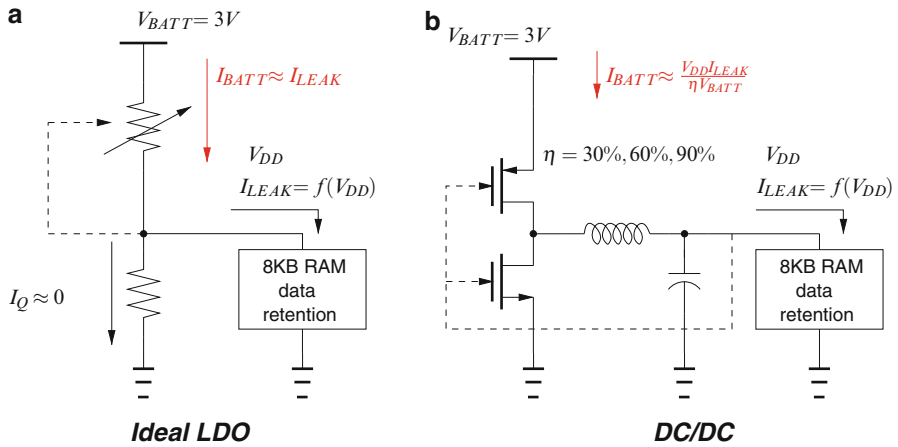 a
V_BATT = 3V
I_BATT ≈ I_LEAK
V_DD
I_LEAK = f(V_DD)
I_Q ≈ 0
8KB RAM
data
retention
Ideal LDO
b
V_BATT = 3V
I_BATT ≈ V_DD I_LEAK / η V_BATT
η = 30%, 60%, 90%
V_DD
I_LEAK = f(V_DD)
8KB RAM
data
retention
DC/DC